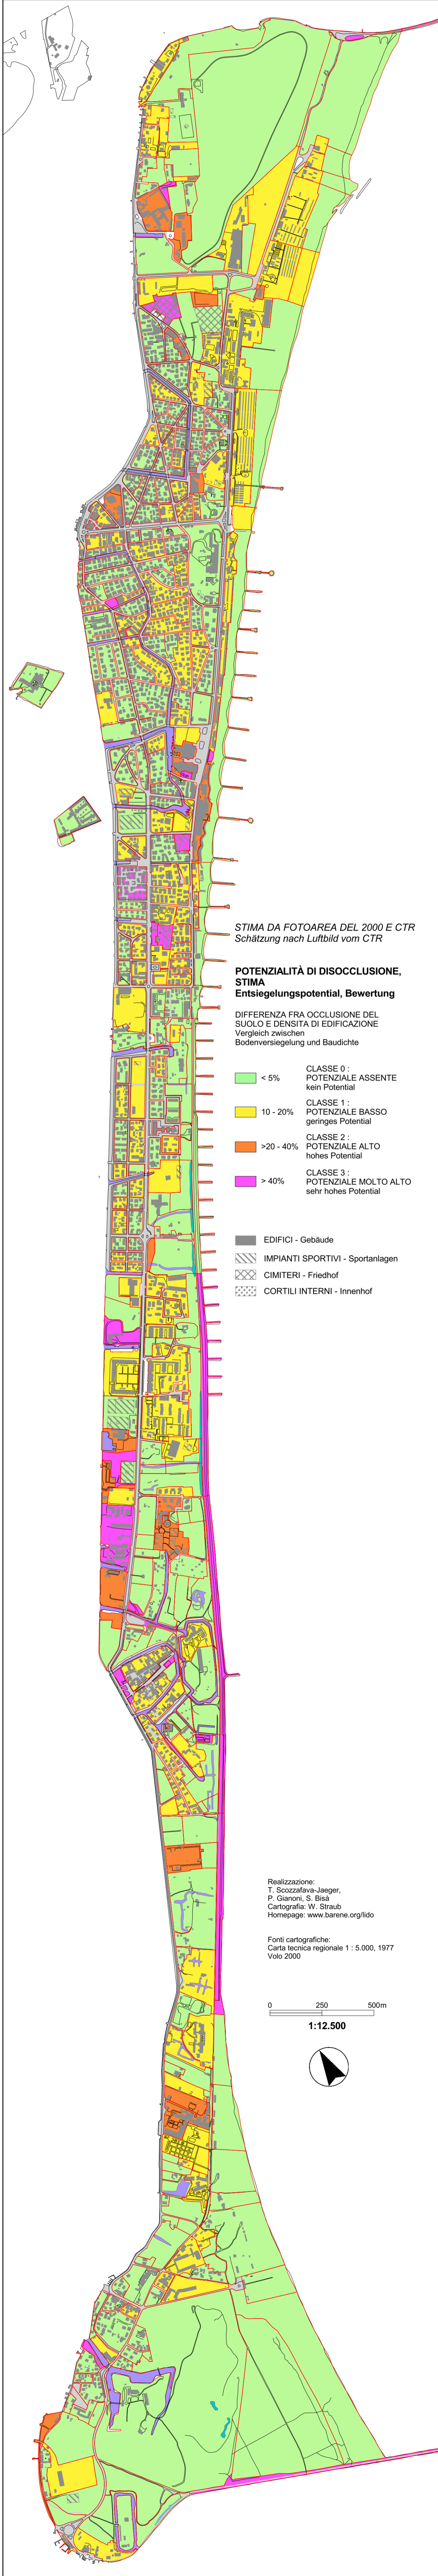 STIMA DA FOTOAREA DEL 2000 E CTR
Schätzung nach Luftbild vom CTR
POTENZIALITÀ DI DISOCCLUSIONE,
STIMA
Entsiegelungspotential, Bewertung
DIFFERENZA FRA OCCLUSIONE DEL
SUOLO E DENSITA DI EDIFICAZIONE
Vergleich zwischen
Bodenversiegelung und Baudichte
< 5%
CLASSE 0 :
POTENZIALE ASSENTE
kein Potential
10 - 20%
CLASSE 1 :
POTENZIALE BASSO
geringes Potential
>20 - 40%
CLASSE 2 :
POTENZIALE ALTO
hohes Potential
> 40%
CLASSE 3 :
POTENZIALE MOLTO ALTO
sehr hohes Potential
EDIFICI - Gebäude
IMPIANTI SPORTIVI - Sportanlagen
CIMITERI - Friedhof
CORTILI INTERNI - Innenhof
Realizzazione:
T. Scozzafava-Jaeger,
P. Gianoni, S. Bisà
Cartografia: W. Straub
Homepage: www.barene.org/lido
Fonti cartografiche:
Carta tecnica regionale 1 : 5.000, 1977
Volo 2000
0 250 500m
1:12.500